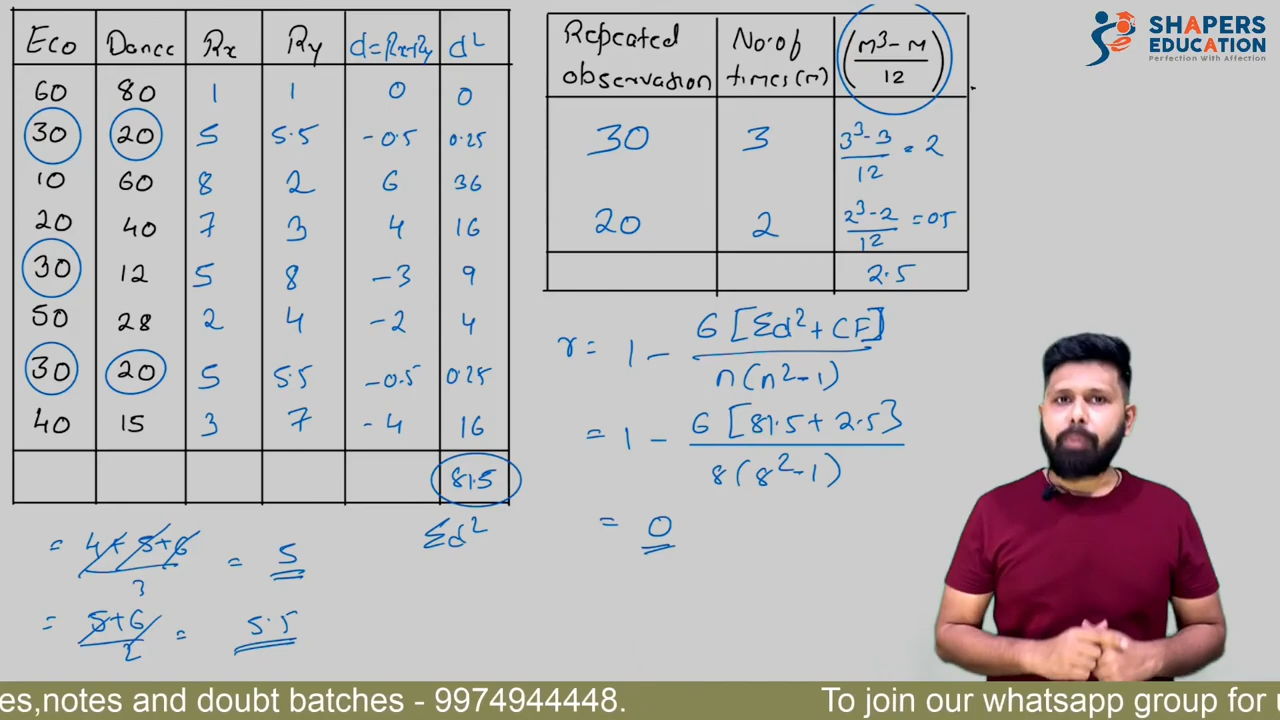 SHAPERS
EDUCATION
Perfection With Affection
Eco Dance Rx Ry d=Rx-Ry d²
60 80 1 1 0 0
30 20 5 5.5 -0.5 0.25
10 60 8 2 6 36
20 40 7 3 4 16
30 12 5 8 -3 9
50 28 2 4 -2 4
30 20 5 5.5 -0.5 0.25
40 15 3 7 -4 16
81.5
Σd²
= 4+5+6/3 = 5
= 5+6/2 = 5.5
Repeated observation No. of times (m) (m³-m/12)
30 3 3³-3/12 = 2
20 2 2³-2/12 = 0.5
2.5
r = 1 - 6[Σd²+CF]/n(n²-1)
= 1 - 6[81.5+2.5]/8(8²-1)
= 0
es,notes and doubt batches - 9974944448. To join our whatsapp group for u